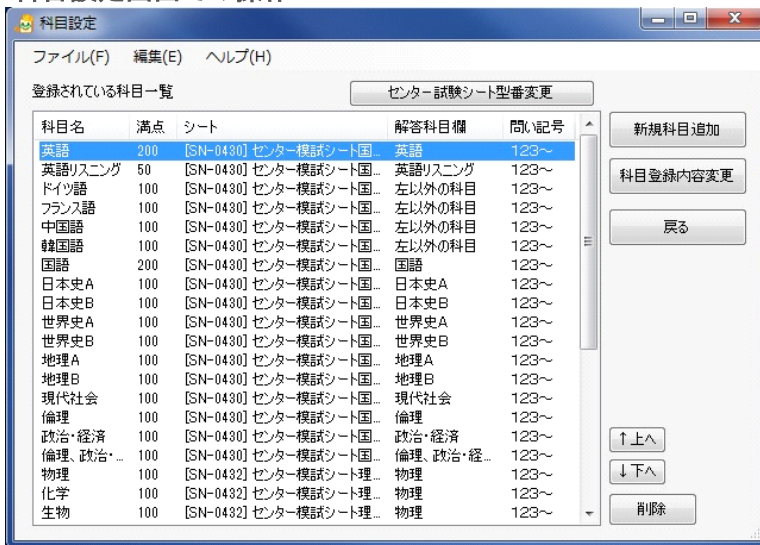 科目設定
ファイル(F) 編集(E) ヘルプ(H)
登録されている科目一覧 センター試験シート型番変更
科目名 満点 シート 解答科目欄 問い記号
英語 200 [SN-0430] センター模試シート国... 英語 123～
英語リスニング 50 [SN-0430] センター模試シート国... 英語リスニング 123～
ドイツ語 100 [SN-0430] センター模試シート国... 左以外の科目 123～
フランス語 100 [SN-0430] センター模試シート国... 左以外の科目 123～
中国語 100 [SN-0430] センター模試シート国... 左以外の科目 123～
韓国語 100 [SN-0430] センター模試シート国... 左以外の科目 123～
国語 200 [SN-0430] センター模試シート国... 国語 123～
日本史A 100 [SN-0430] センター模試シート国... 日本史A 123～
日本史B 100 [SN-0430] センター模試シート国... 日本史B 123～
世界史A 100 [SN-0430] センター模試シート国... 世界史A 123～
世界史B 100 [SN-0430] センター模試シート国... 世界史B 123～
地理A 100 [SN-0430] センター模試シート国... 地理A 123～
地理B 100 [SN-0430] センター模試シート国... 地理B 123～
現代社会 100 [SN-0430] センター模試シート国... 現代社会 123～
倫理 100 [SN-0430] センター模試シート国... 倫理 123～
政治・経済 100 [SN-0430] センター模試シート国... 政治・経済 123～
倫理、政治・... 100 [SN-0430] センター模試シート国... 倫理、政治・経... 123～
物理 100 [SN-0432] センター模試シート理... 物理 123～
化学 100 [SN-0432] センター模試シート理... 物理 123～
生物 100 [SN-0432] センター模試シート理... 物理 123～
新規科目追加
科目登録内容変更
戻る
↑上へ
↓下へ
削除